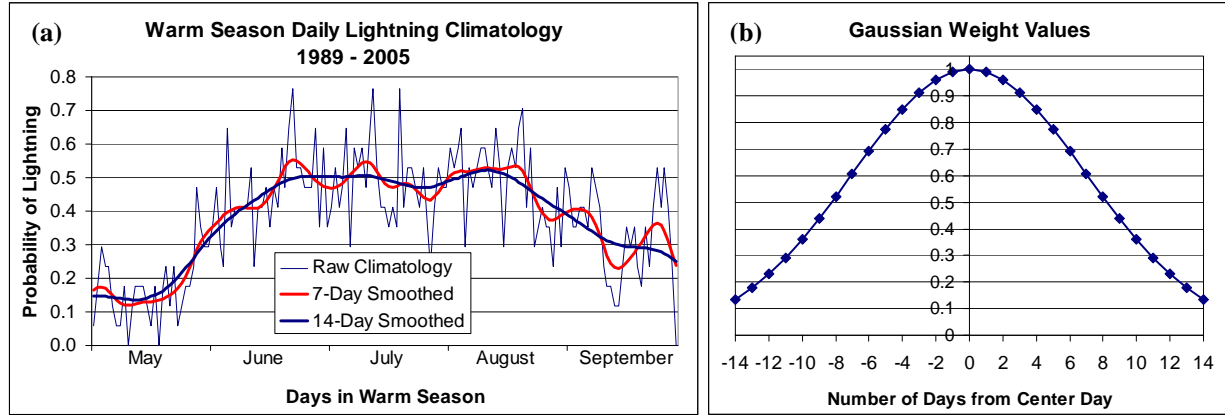 (a)
Warm Season Daily Lightning Climatology
1989 - 2005
Probability of Lightning
0.8
0.7
0.6
0.5
0.4
0.3
0.2
0.1
0.0
Raw Climatology
7-Day Smoothed
14-Day Smoothed
May June July August September
Days in Warm Season
(b)
Gaussian Weight Values
1
0.9
0.8
0.7
0.6
0.5
0.4
0.3
0.2
0.1
0
-14 -12 -10 -8 -6 -4 -2 0 2 4 6 8 10 12 14
Number of Days from Center Day